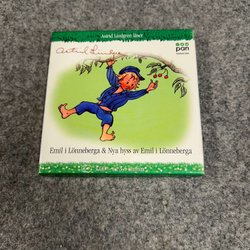 Astrid Lindgren läser
Astrid Lindgren
pan
Emil i Lönneberga & Nya hyss av Emil i Lönneberga